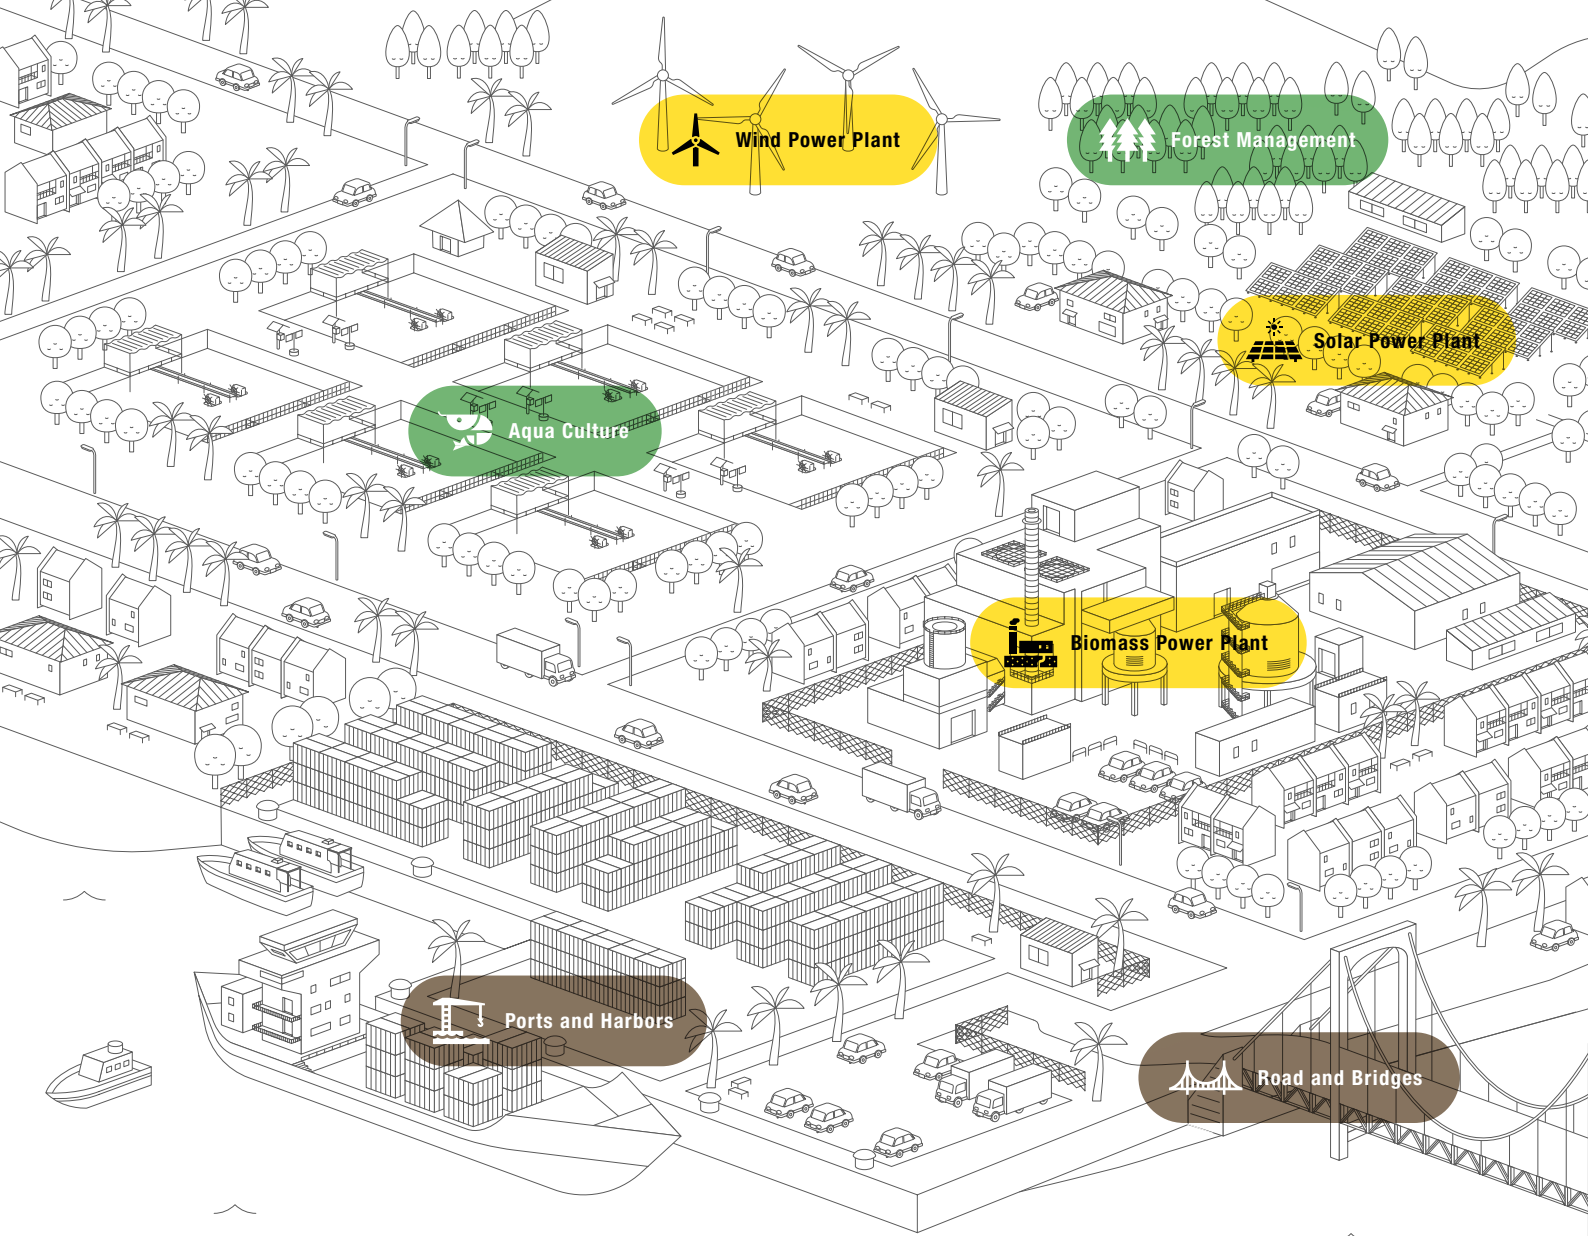 Wind Power Plant
Forest Management
Solar Power Plant
Aqua Culture
Biomass Power Plant
Ports and Harbors
Road and Bridges